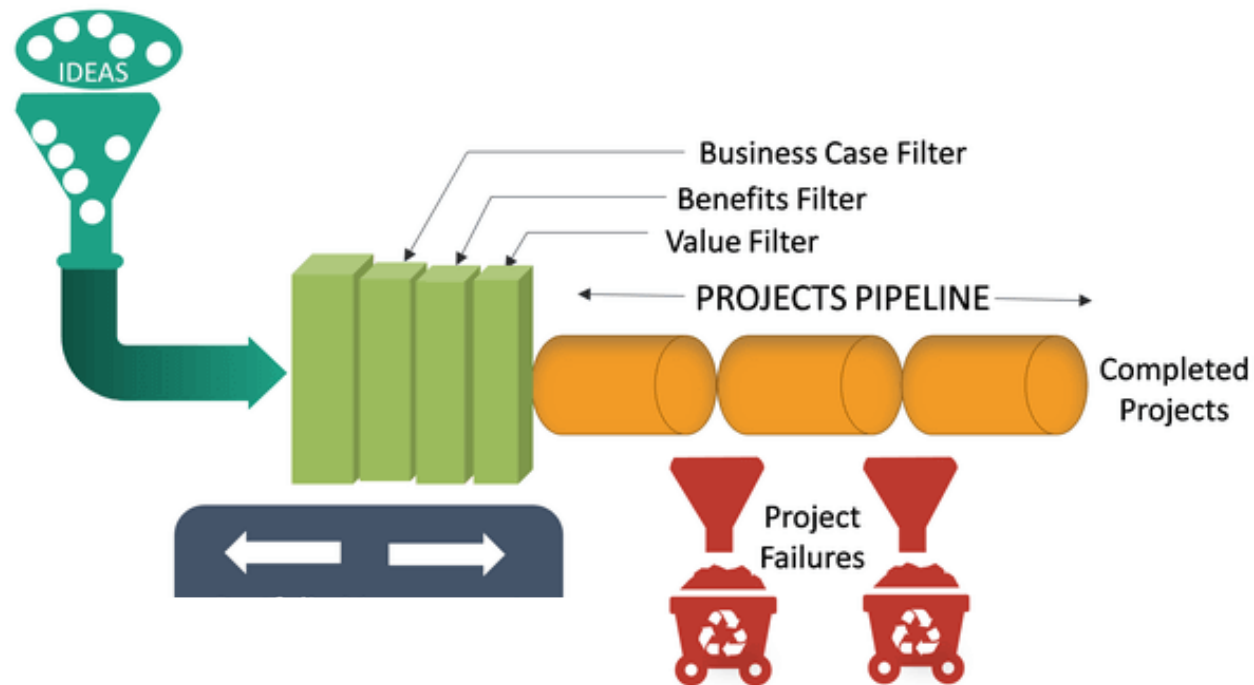 IDEAS
Business Case Filter
Benefits Filter
Value Filter
PROJECTS PIPELINE
Completed
Projects
Project
Failures